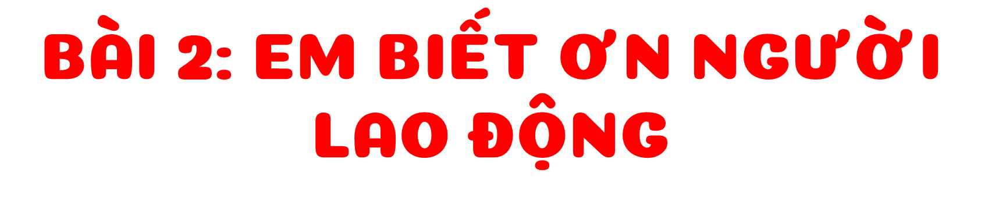 BÀI 2: EM BIẾT ƠN NGƯỜI
LAO ĐỘNG